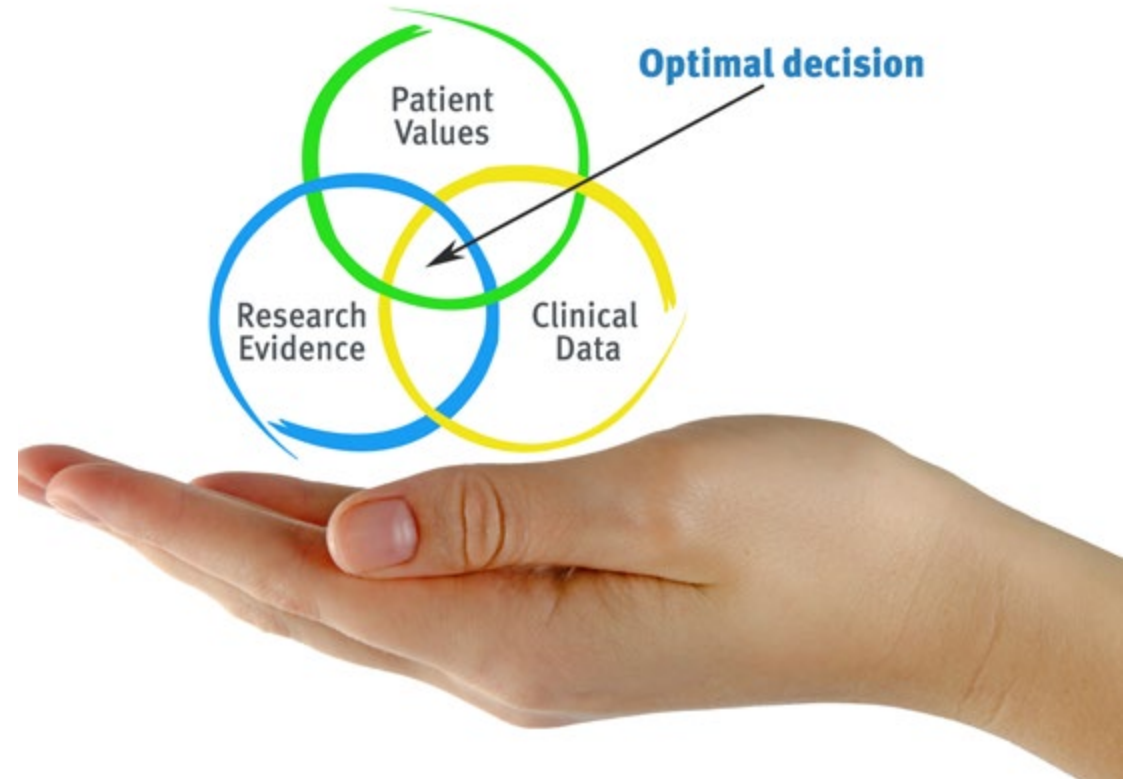 Patient
Values
Optimal decision
Research
Evidence
Clinical
Data